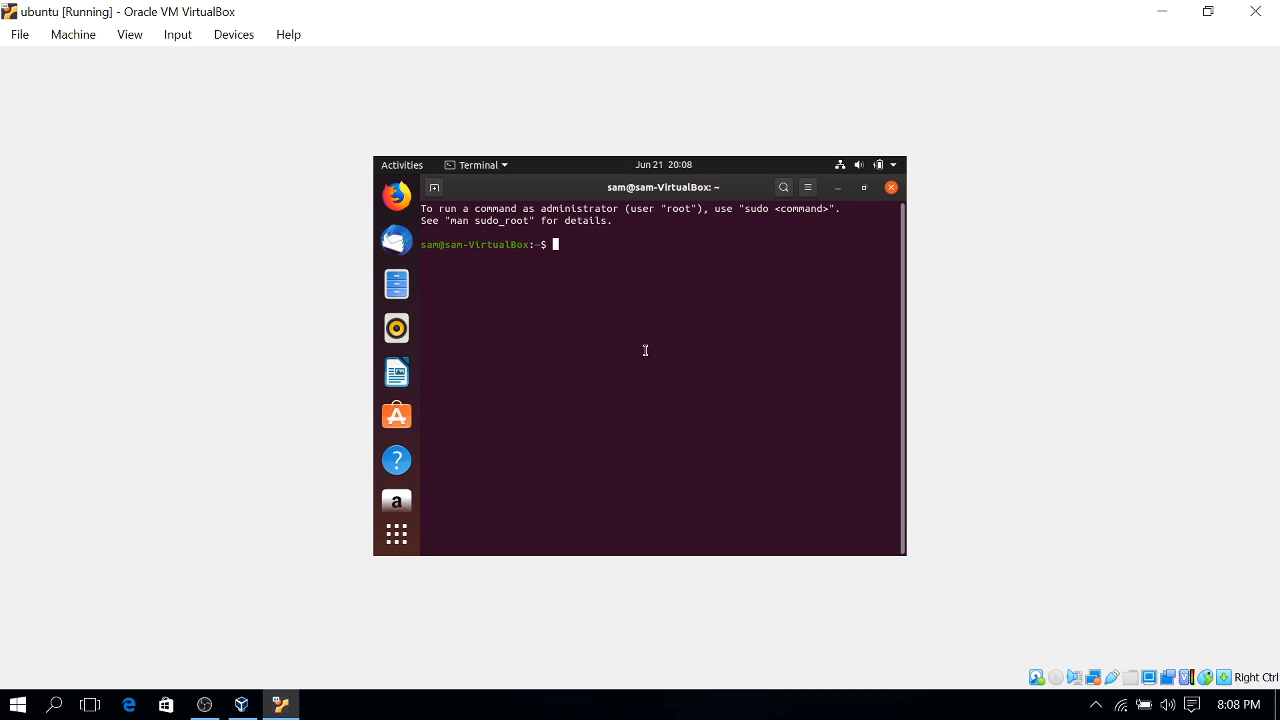 ubuntu [Running] - Oracle VM VirtualBox
File Machine View Input Devices Help
Activities Terminal Jun 21 20:08
sam@sam-VirtualBox: ~
To run a command as administrator (user "root"), use "sudo <command>".
See "man sudo_root" for details.
sam@sam-VirtualBox:~$
a
Right Ctrl
8:08 PM